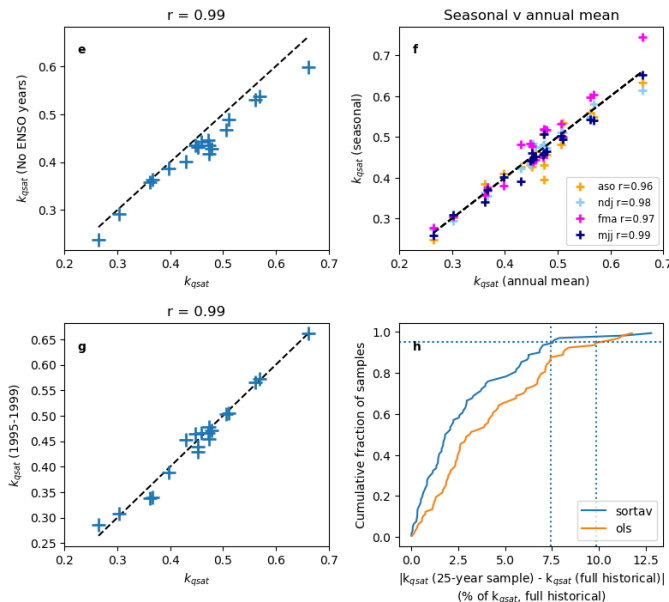 r = 0.99
e
k_qsat (No ENSO years)
0.6
0.5
0.4
0.3
0.2 0.3 0.4 0.5 0.6 0.7
k_qsat
Seasonal v annual mean
f
k_qsat (seasonal)
0.7
0.6
0.5
0.4
0.3
aso r=0.96
ndj r=0.98
fma r=0.97
mjj r=0.99
0.2 0.3 0.4 0.5 0.6 0.7
k_qsat (annual mean)
r = 0.99
g
k_qsat (1995-1999)
0.65
0.60
0.55
0.50
0.45
0.40
0.35
0.30
0.25
0.2 0.3 0.4 0.5 0.6 0.7
k_qsat
h
Cumulative fraction of samples
1.0
0.8
0.6
0.4
0.2
0.0
sortav
ols
0.0 2.5 5.0 7.5 10.0 12.5
|k_qsat (25-year sample) - k_qsat (full historical)|
(% of k_qsat, full historical)